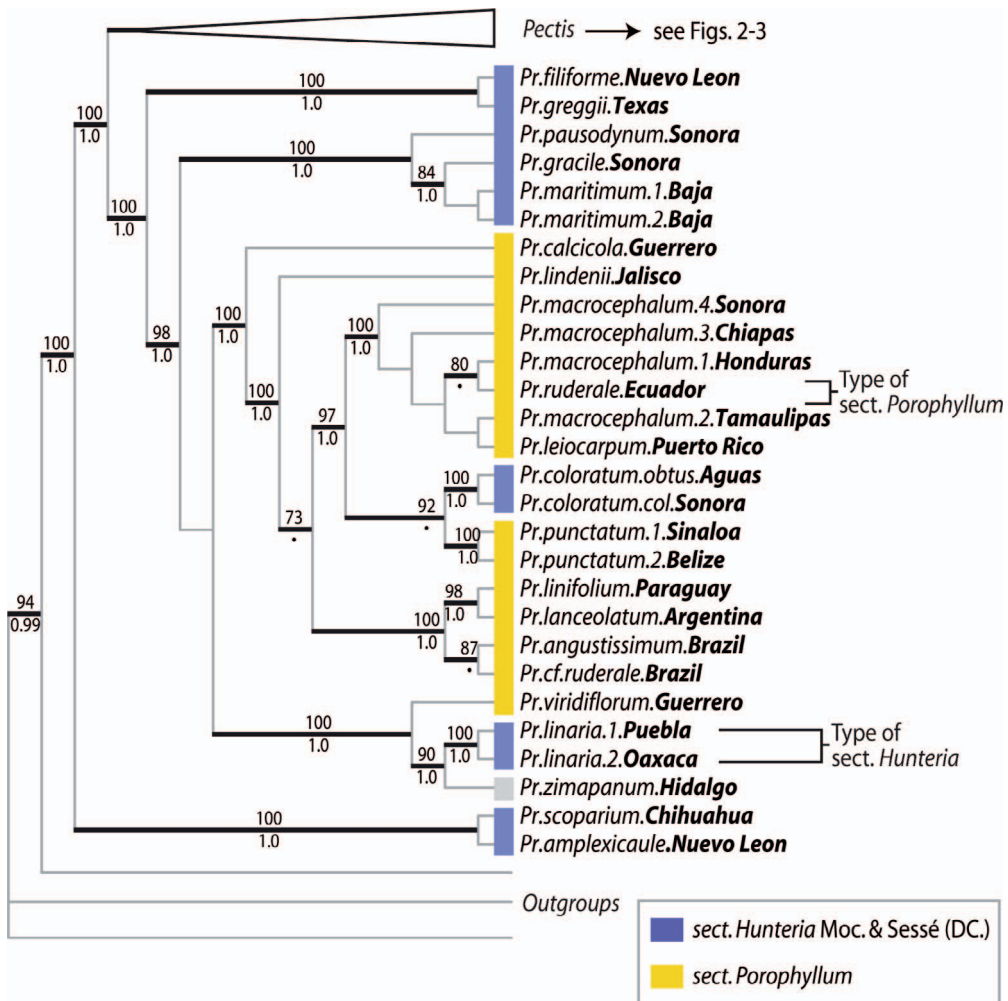 Pectis → see Figs. 2-3
Pr.filiforme.Nuevo Leon
100
1.0
Pr.greggii.Texas
100
1.0
Pr.pausodynum.Sonora
100
1.0
Pr.gracile.Sonora
84
1.0
Pr.maritimum.1.Baja
100
1.0
Pr.maritimum.2.Baja
Pr.calcicola.Guerrero
Pr.lindenii.Jalisco
Pr.macrocephalum.4.Sonora
100
1.0
98
1.0
100
1.0
100
1.0
Pr.macrocephalum.3.Chiapas
Pr.macrocephalum.1.Honduras
80
•
Pr.ruderale.Ecuador
Type of
sect. Porophyllum
100
1.0
97
1.0
Pr.macrocephalum.2.Tamaulipas
Pr.leiocarpum.Puerto Rico
Pr.coloratum.obtus.Aguas
100
1.0
Pr.coloratum.col.Sonora
73
•
92
•
Pr.punctatum.1.Sinaloa
100
1.0
Pr.punctatum.2.Belize
Pr.linifolium.Paraguay
98
1.0
94
0.99
Pr.lanceolatum.Argentina
100
1.0
Pr.angustissimum.Brazil
87
•
Pr.cf.ruderale.Brazil
Pr.viridiflorum.Guerrero
Pr.linaria.1.Puebla
100
1.0
100
1.0
Type of
sect. Hunteria
90
1.0
Pr.linaria.2.Oaxaca
Pr.zimapanum.Hidalgo
Pr.scoparium.Chihuahua
100
1.0
Pr.amplexicaule.Nuevo Leon
Outgroups
sect. Hunteria Moc. & Sessé (DC.)
sect. Porophyllum